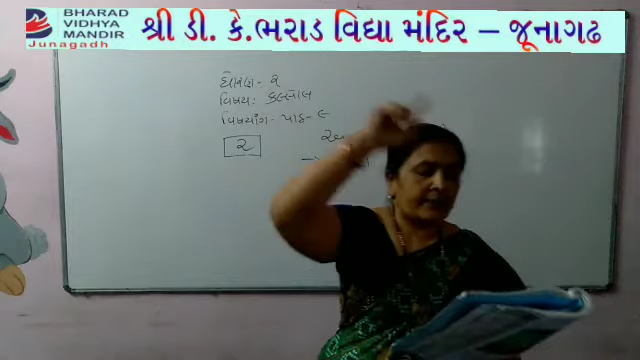 BHARAD
VIDHYA
MANDIR
Junagadh
શ્રી ડી. કે.ભરાડ વિદ્યા મંદિર – જૂનાગઢ
ધોરણ- ૨
વિષય: કલ્લોલ
વિષયાંગ- પાઠ- ૯
૨